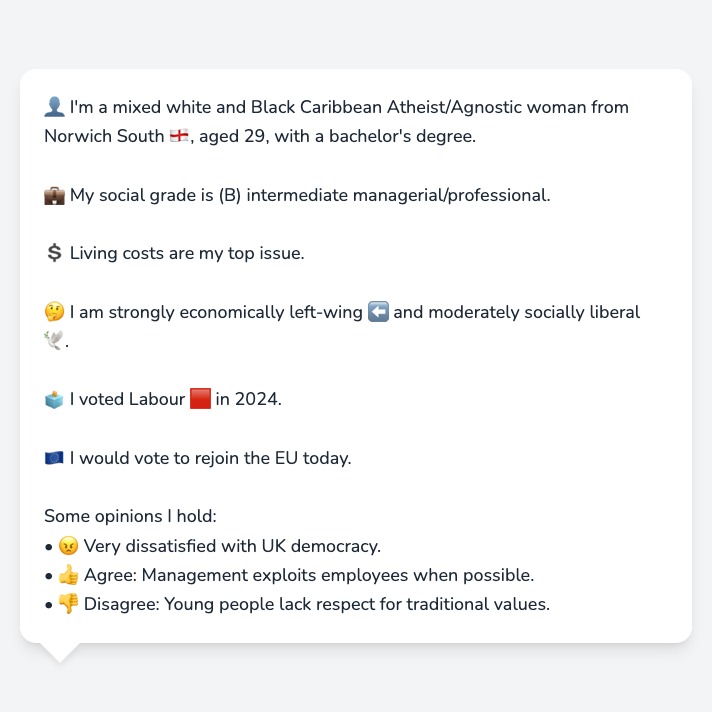 👤 I'm a mixed white and Black Caribbean Atheist/Agnostic woman from
Norwich South 🏴󠁧󠁢󠁥󠁮󠁧󠁿, aged 29, with a bachelor's degree.
💼 My social grade is (B) intermediate managerial/professional.
💲 Living costs are my top issue.
🤔 I am strongly economically left-wing ⬅️ and moderately socially liberal
🕊️.
🗳️ I voted Labour 🟥 in 2024.
🇪🇺 I would vote to rejoin the EU today.
Some opinions I hold:
• 😠 Very dissatisfied with UK democracy.
• 👍 Agree: Management exploits employees when possible.
• 👎 Disagree: Young people lack respect for traditional values.